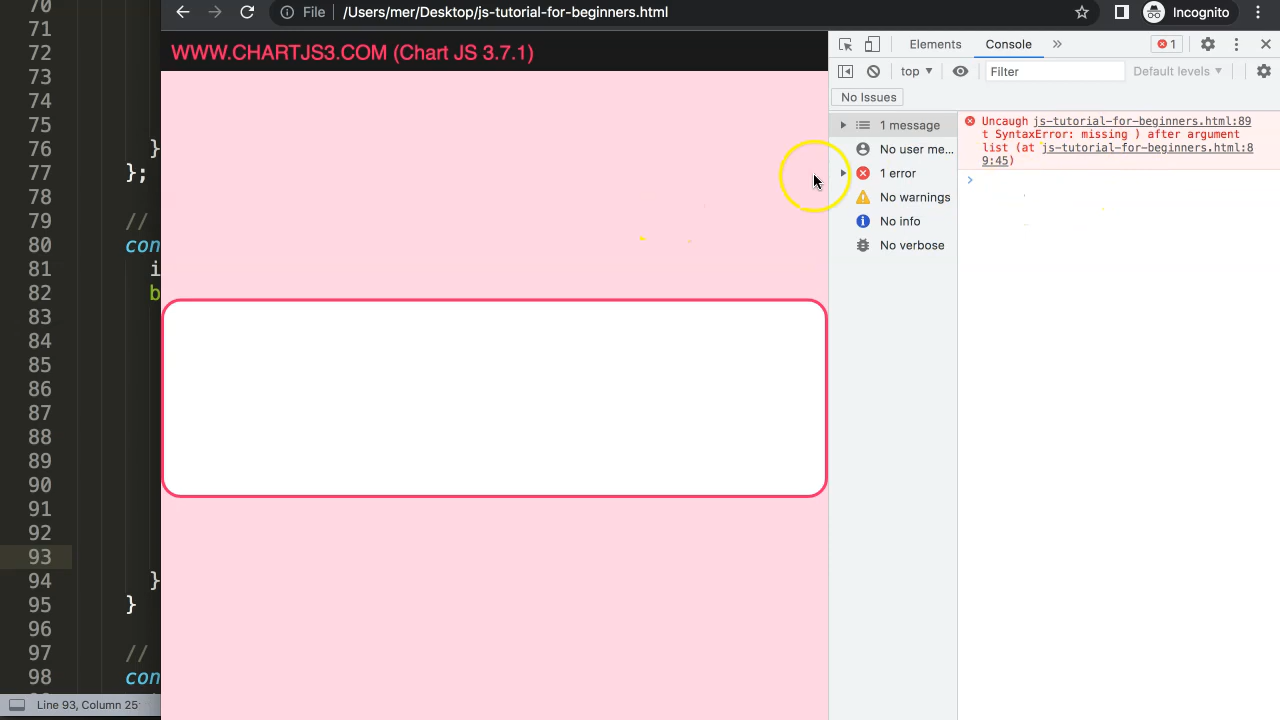 File /Users/mer/Desktop/js-tutorial-for-beginners.html Incognito
WWW.CHARTJS3.COM (Chart JS 3.7.1)
Elements Console » 1
top ▼ Filter Default levels ▼
No Issues
1 message
No user me...
1 error
No warnings
No info
No verbose
Uncaugh js-tutorial-for-beginners.html:89
t SyntaxError: missing ) after argument
list (at js-tutorial-for-beginners.html:8
9:45)
>
70
71
72
73
74
75
76 }
77 };
78
79 //
80 con
81 i
82 b
83
84
85
86
87
88
89
90
91
92
93
94 }
95 }
96
97 //
98 con
Line 93, Column 25